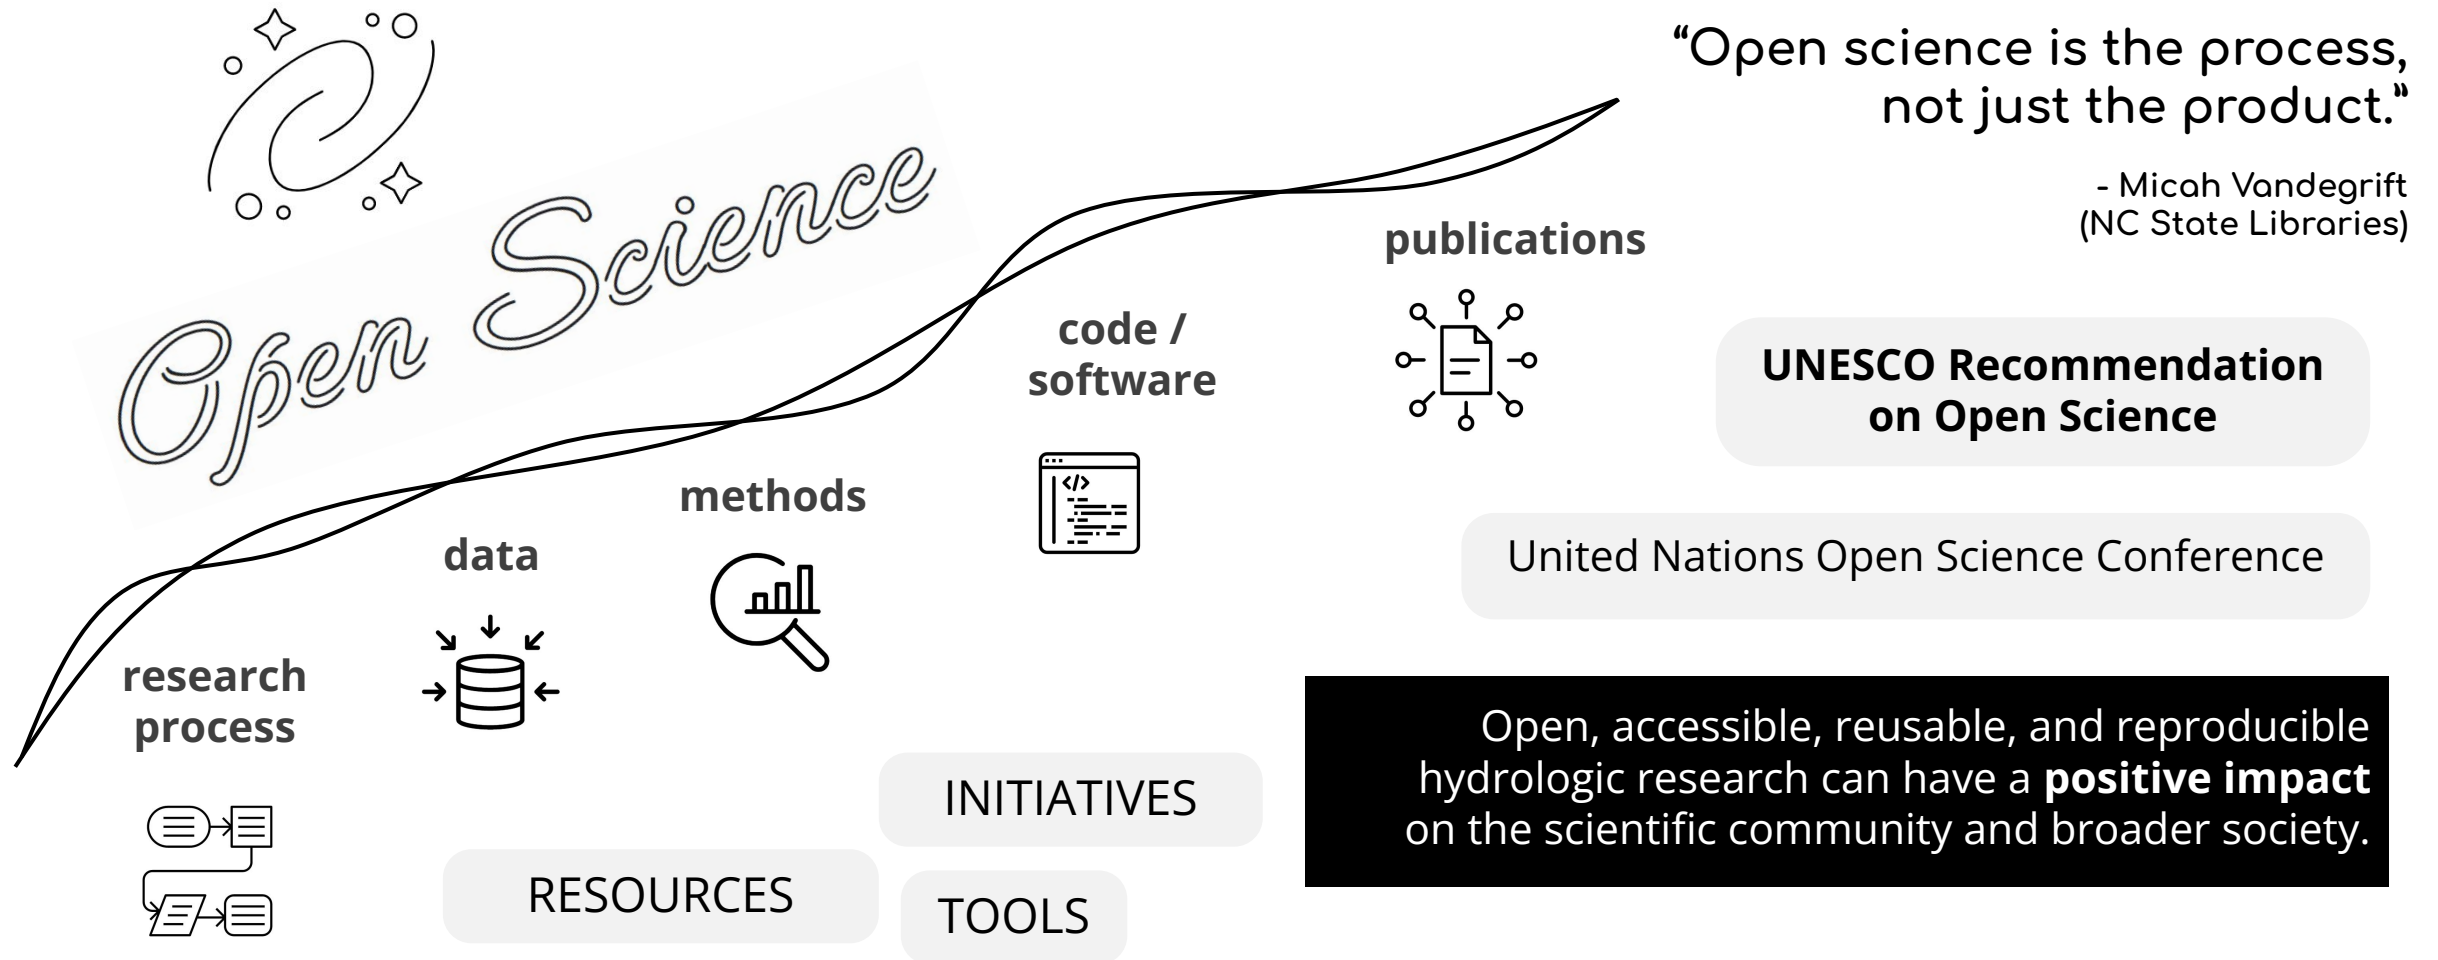 Open Science
“Open science is the process,
not just the product.”
- Micah Vandegrift
(NC State Libraries)
publications
code /
software
methods
data
research
process
UNESCO Recommendation
on Open Science
United Nations Open Science Conference
Open, accessible, reusable, and reproducible
hydrologic research can have a positive impact
on the scientific community and broader society.
INITIATIVES
RESOURCES
TOOLS